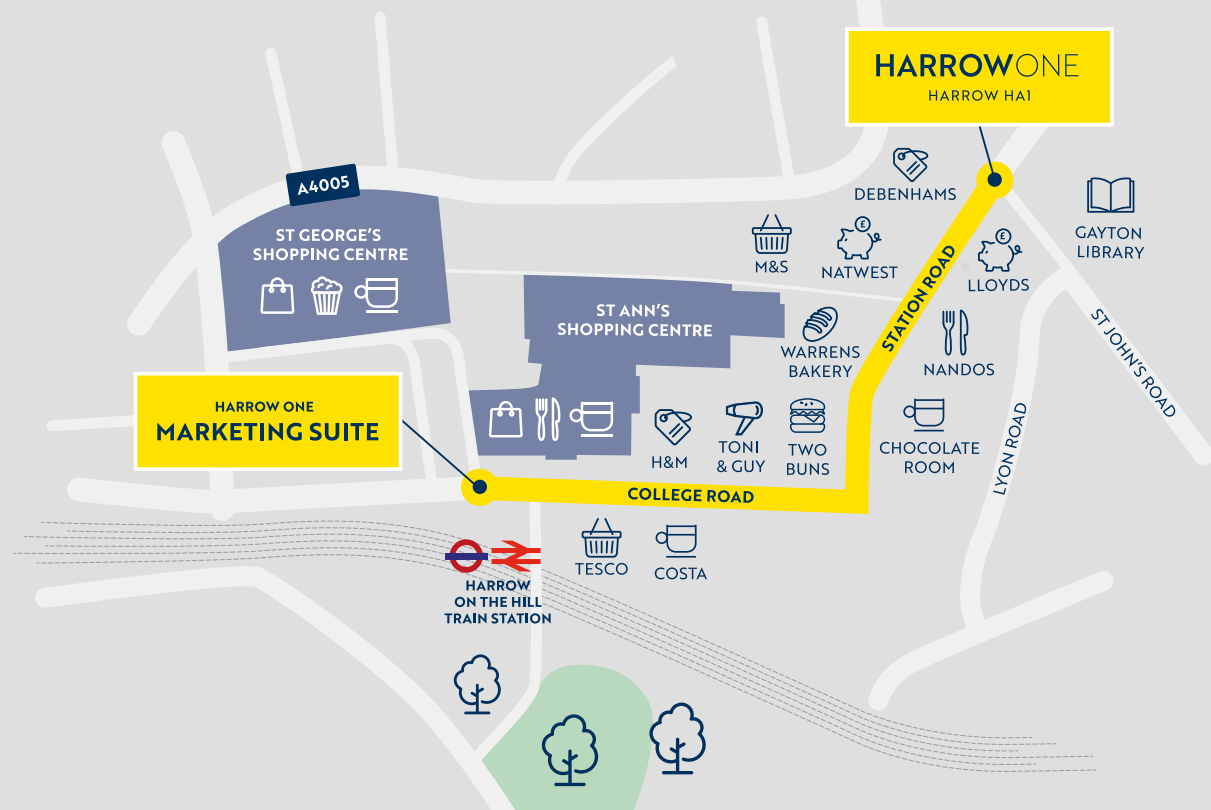 HARROWONE
HARROW HA1
A4005
DEBENHAMS
GAYTON
LIBRARY
ST GEORGE'S
SHOPPING CENTRE
M&S
£
NATWEST
£
LLOYDS
STATION ROAD
ST ANN'S
SHOPPING CENTRE
WARRENS
BAKERY
NANDOS
ST JOHN'S ROAD
HARROW ONE
MARKETING SUITE
H&M
TONI
& GUY
TWO
BUNS
CHOCOLATE
ROOM
LYON ROAD
COLLEGE ROAD
TESCO
COSTA
HARROW
ON THE HILL
TRAIN STATION